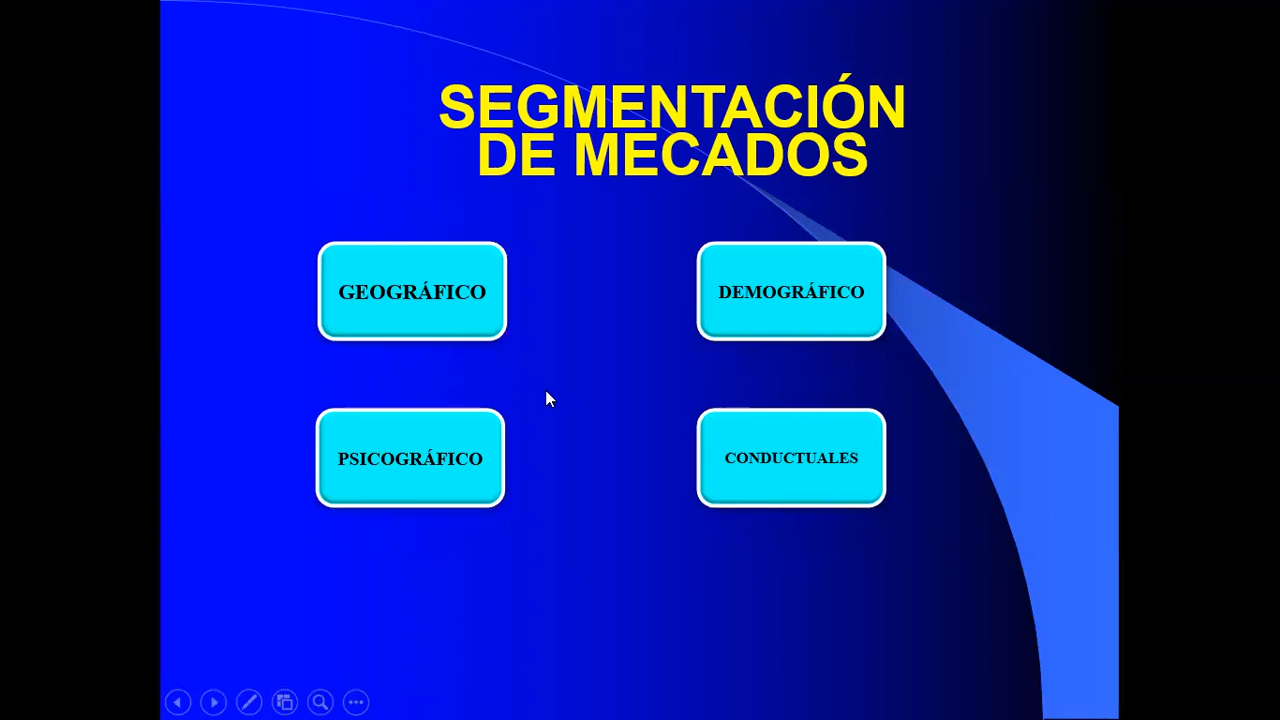 SEGMENTACIÓN
DE MECADOS
GEOGRÁFICO
DEMOGRÁFICO
PSICOGRÁFICO
CONDUCTUALES